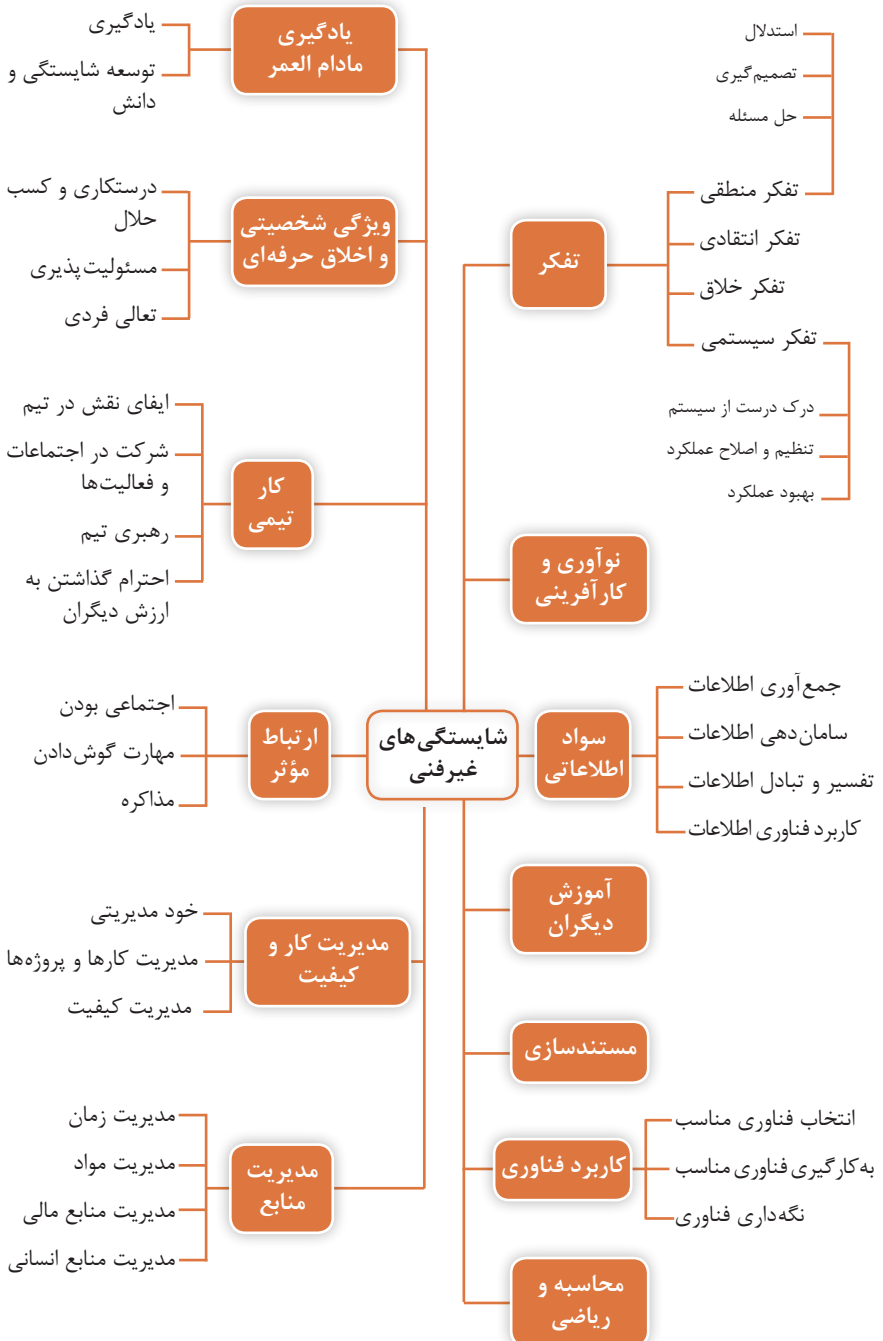 شایستگی‌های
غیرفنی
تفکر
تفکر منطقی
استدلال
تصمیم‌گیری
حل مسئله
تفکر انتقادی
تفکر خلاق
تفکر سیستمی
درک درست از سیستم
تنظیم و اصلاح عملکرد
بهبود عملکرد
نوآوری و
کارآفرینی
سواد
اطلاعاتی
جمع‌آوری اطلاعات
سامان‌دهی اطلاعات
تفسیر و تبادل اطلاعات
کاربرد فناوری اطلاعات
آموزش
دیگران
مستندسازی
کاربرد فناوری
انتخاب فناوری مناسب
به‌کارگیری فناوری مناسب
نگه‌داری فناوری
محاسبه و
ریاضی
یادگیری
مادام العمر
یادگیری
توسعه شایستگی و
دانش
ویژگی شخصیتی
و اخلاق حرفه‌ای
درستکاری و کسب
حلال
مسئولیت‌پذیری
تعالی فردی
کار
تیمی
ایفای نقش در تیم
شرکت در اجتماعات
و فعالیت‌ها
رهبری تیم
احترام گذاشتن به
ارزش دیگران
ارتباط
مؤثر
اجتماعی بودن
مهارت گوش‌دادن
مذاکره
مدیریت کار و
کیفیت
خود مدیریتی
مدیریت کارها و پروژه‌ها
مدیریت کیفیت
مدیریت
منابع
مدیریت زمان
مدیریت مواد
مدیریت منابع مالی
مدیریت منابع انسانی